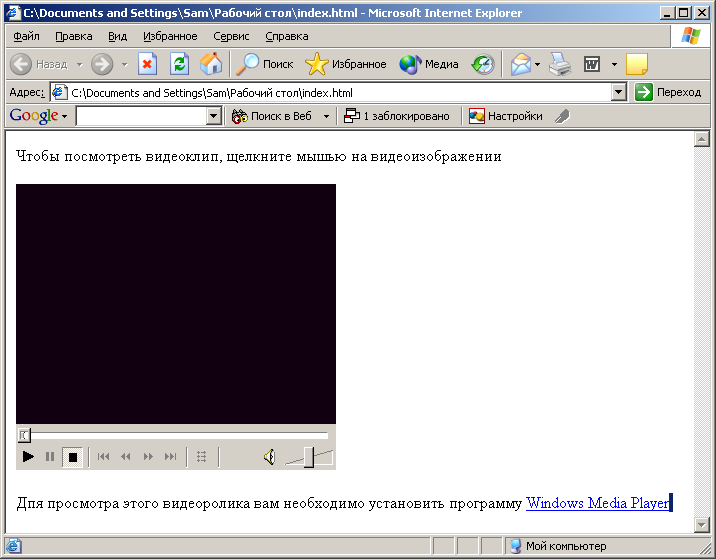 C:\Documents and Settings\Sam\Рабочий стол\index.html - Microsoft Internet Explorer
Файл Правка Вид Избранное Сервис Справка
Назад Поиск Избранное Медиа W
Адрес: C:\Documents and Settings\Sam\Рабочий стол\index.html Переход
Google Поиск в Веб 1 заблокировано Настройки
Чтобы посмотреть видеоклип, щелкните мышью на видеоизображении
Для просмотра этого видеоролика вам необходимо установить программу Windows Media Player
Мой компьютер